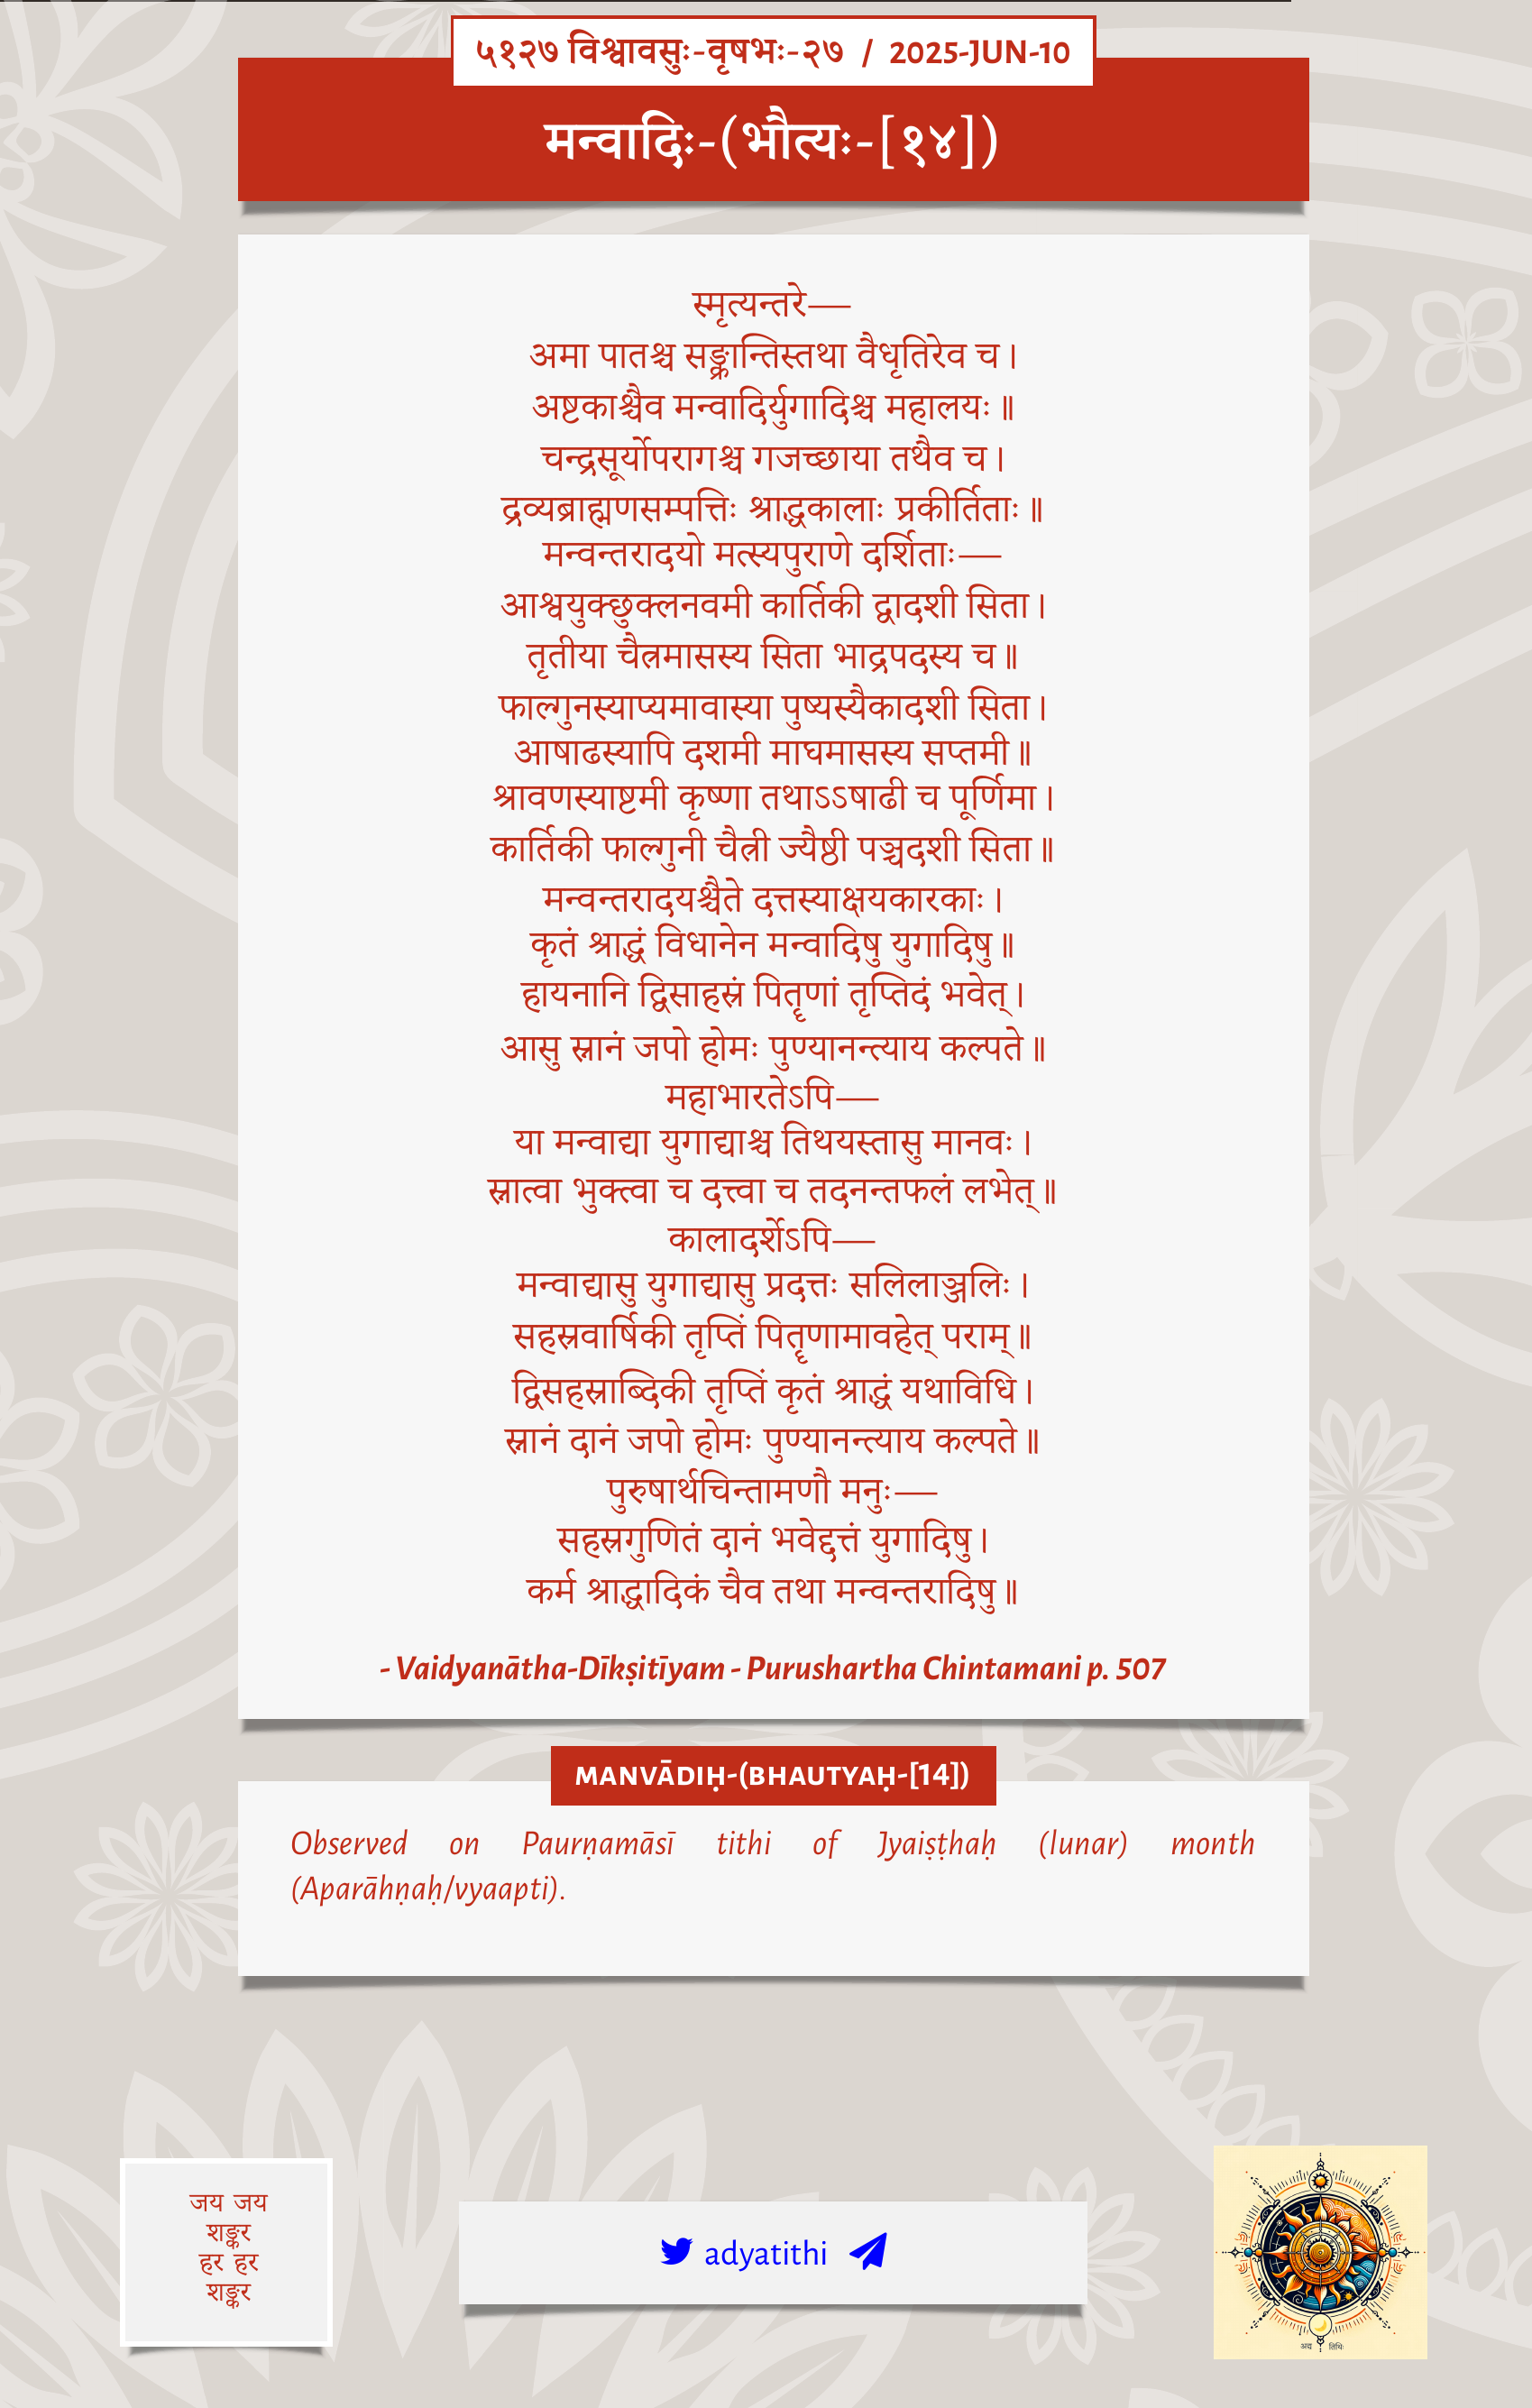 ५१२७ विश्वावसुः-वृषभः-२७ / 2025-JUN-10
मन्वादिः-(भौत्यः-[१४])
स्मृत्यन्तरे—
अमा पातश्च सङ्क्रान्तिस्तथा वैधृतिरेव च।
अष्टकाश्चैव मन्वादिर्युगादिश्च महालयः॥
चन्द्रसूर्योपरागश्च गजच्छाया तथैव च।
द्रव्यब्राह्मणसम्पत्तिः श्राद्धकालाः प्रकीर्तिताः॥
मन्वन्तरादयो मत्स्यपुराणे दर्शिताः—
आश्वयुक्छुक्लनवमी कार्तिकी द्वादशी सिता।
तृतीया चैत्रमासस्य सिता भाद्रपदस्य च॥
फाल्गुनस्याप्यमावास्या पुष्यस्यैकादशी सिता।
आषाढस्यापि दशमी माघमासस्य सप्तमी॥
श्रावणस्याष्टमी कृष्णा तथाऽऽषाढी च पूर्णिमा।
कार्तिकी फाल्गुनी चैत्री ज्यैष्ठी पञ्चदशी सिता॥
मन्वन्तरादयश्चैते दत्तस्याक्षयकारकाः।
कृतं श्राद्धं विधानेन मन्वादिषु युगादिषु॥
हायनानि द्विसाहस्रं पितॄणां तृप्तिदं भवेत्।
आसु स्नानं जपो होमः पुण्यानन्त्याय कल्पते॥
महाभारतेऽपि—
या मन्वाद्या युगाद्याश्च तिथयस्तासु मानवः।
स्नात्वा भुक्त्वा च दत्त्वा च तदनन्तफलं लभेत्॥
कालादर्शेऽपि—
मन्वाद्यासु युगाद्यासु प्रदत्तः सलिलाञ्जलिः।
सहस्रवार्षिकी तृप्तिं पितॄणामावहेत् पराम्॥
द्विसहस्राब्दिकी तृप्तिं कृतं श्राद्धं यथाविधि।
स्नानं दानं जपो होमः पुण्यानन्त्याय कल्पते॥
पुरुषार्थचिन्तामणौ मनुः—
सहस्रगुणितं दानं भवेद्दत्तं युगादिषु।
कर्म श्राद्धादिकं चैव तथा मन्वन्तरादिषु॥
- Vaidyanātha-Dīkṣitīyam - Purushartha Chintamani p. 507
MANVĀDIḤ-(BHAUTYAḤ-[14])
Observed on Paurṇamāsī tithi of Jyaiṣṭhaḥ (lunar) month
(Aparāhṇaḥ/vyaapti).
जय जय
शङ्कर
हर हर
शङ्कर
adyatithi
अद्य तिथिः